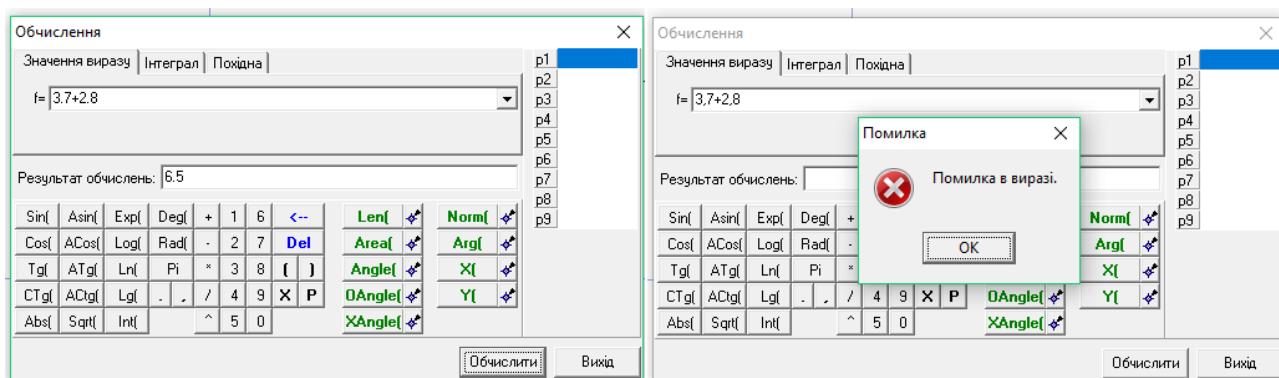 Обчислення
Значення виразу Інтеграл Похідна
f= 3.7+2.8
Результат обчислень: 6.5
p1
p2
p3
p4
p5
p6
p7
p8
p9
Sin( Asin( Exp( Deg( + 1 6 <-- Len( Norm(
Cos( ACos( Log( Rad( - 2 7 Del Area( Arg(
Tg( ATg( Ln( Pi * 3 8 ( ) Angle( X(
CTg( ACtg( Lg( . , / 4 9 X P OAngle( Y(
Abs( Sqrt( Int( ^ 5 0 XAngle(
Обчислити Вихід
Обчислення
Значення виразу Інтеграл Похідна
f= 3,7+2,8
Результат обчислень:
p1
p2
p3
p4
p5
p6
p7
p8
p9
Помилка
Помилка в виразі.
OK
Sin( Asin( Exp( Deg( + Norm(
Cos( ACos( Log( Rad( - Arg(
Tg( ATg( Ln( Pi * X(
CTg( ACtg( Lg( . , / 4 9 X P OAngle( Y(
Abs( Sqrt( Int( ^ 5 0 XAngle(
Обчислити Вихід